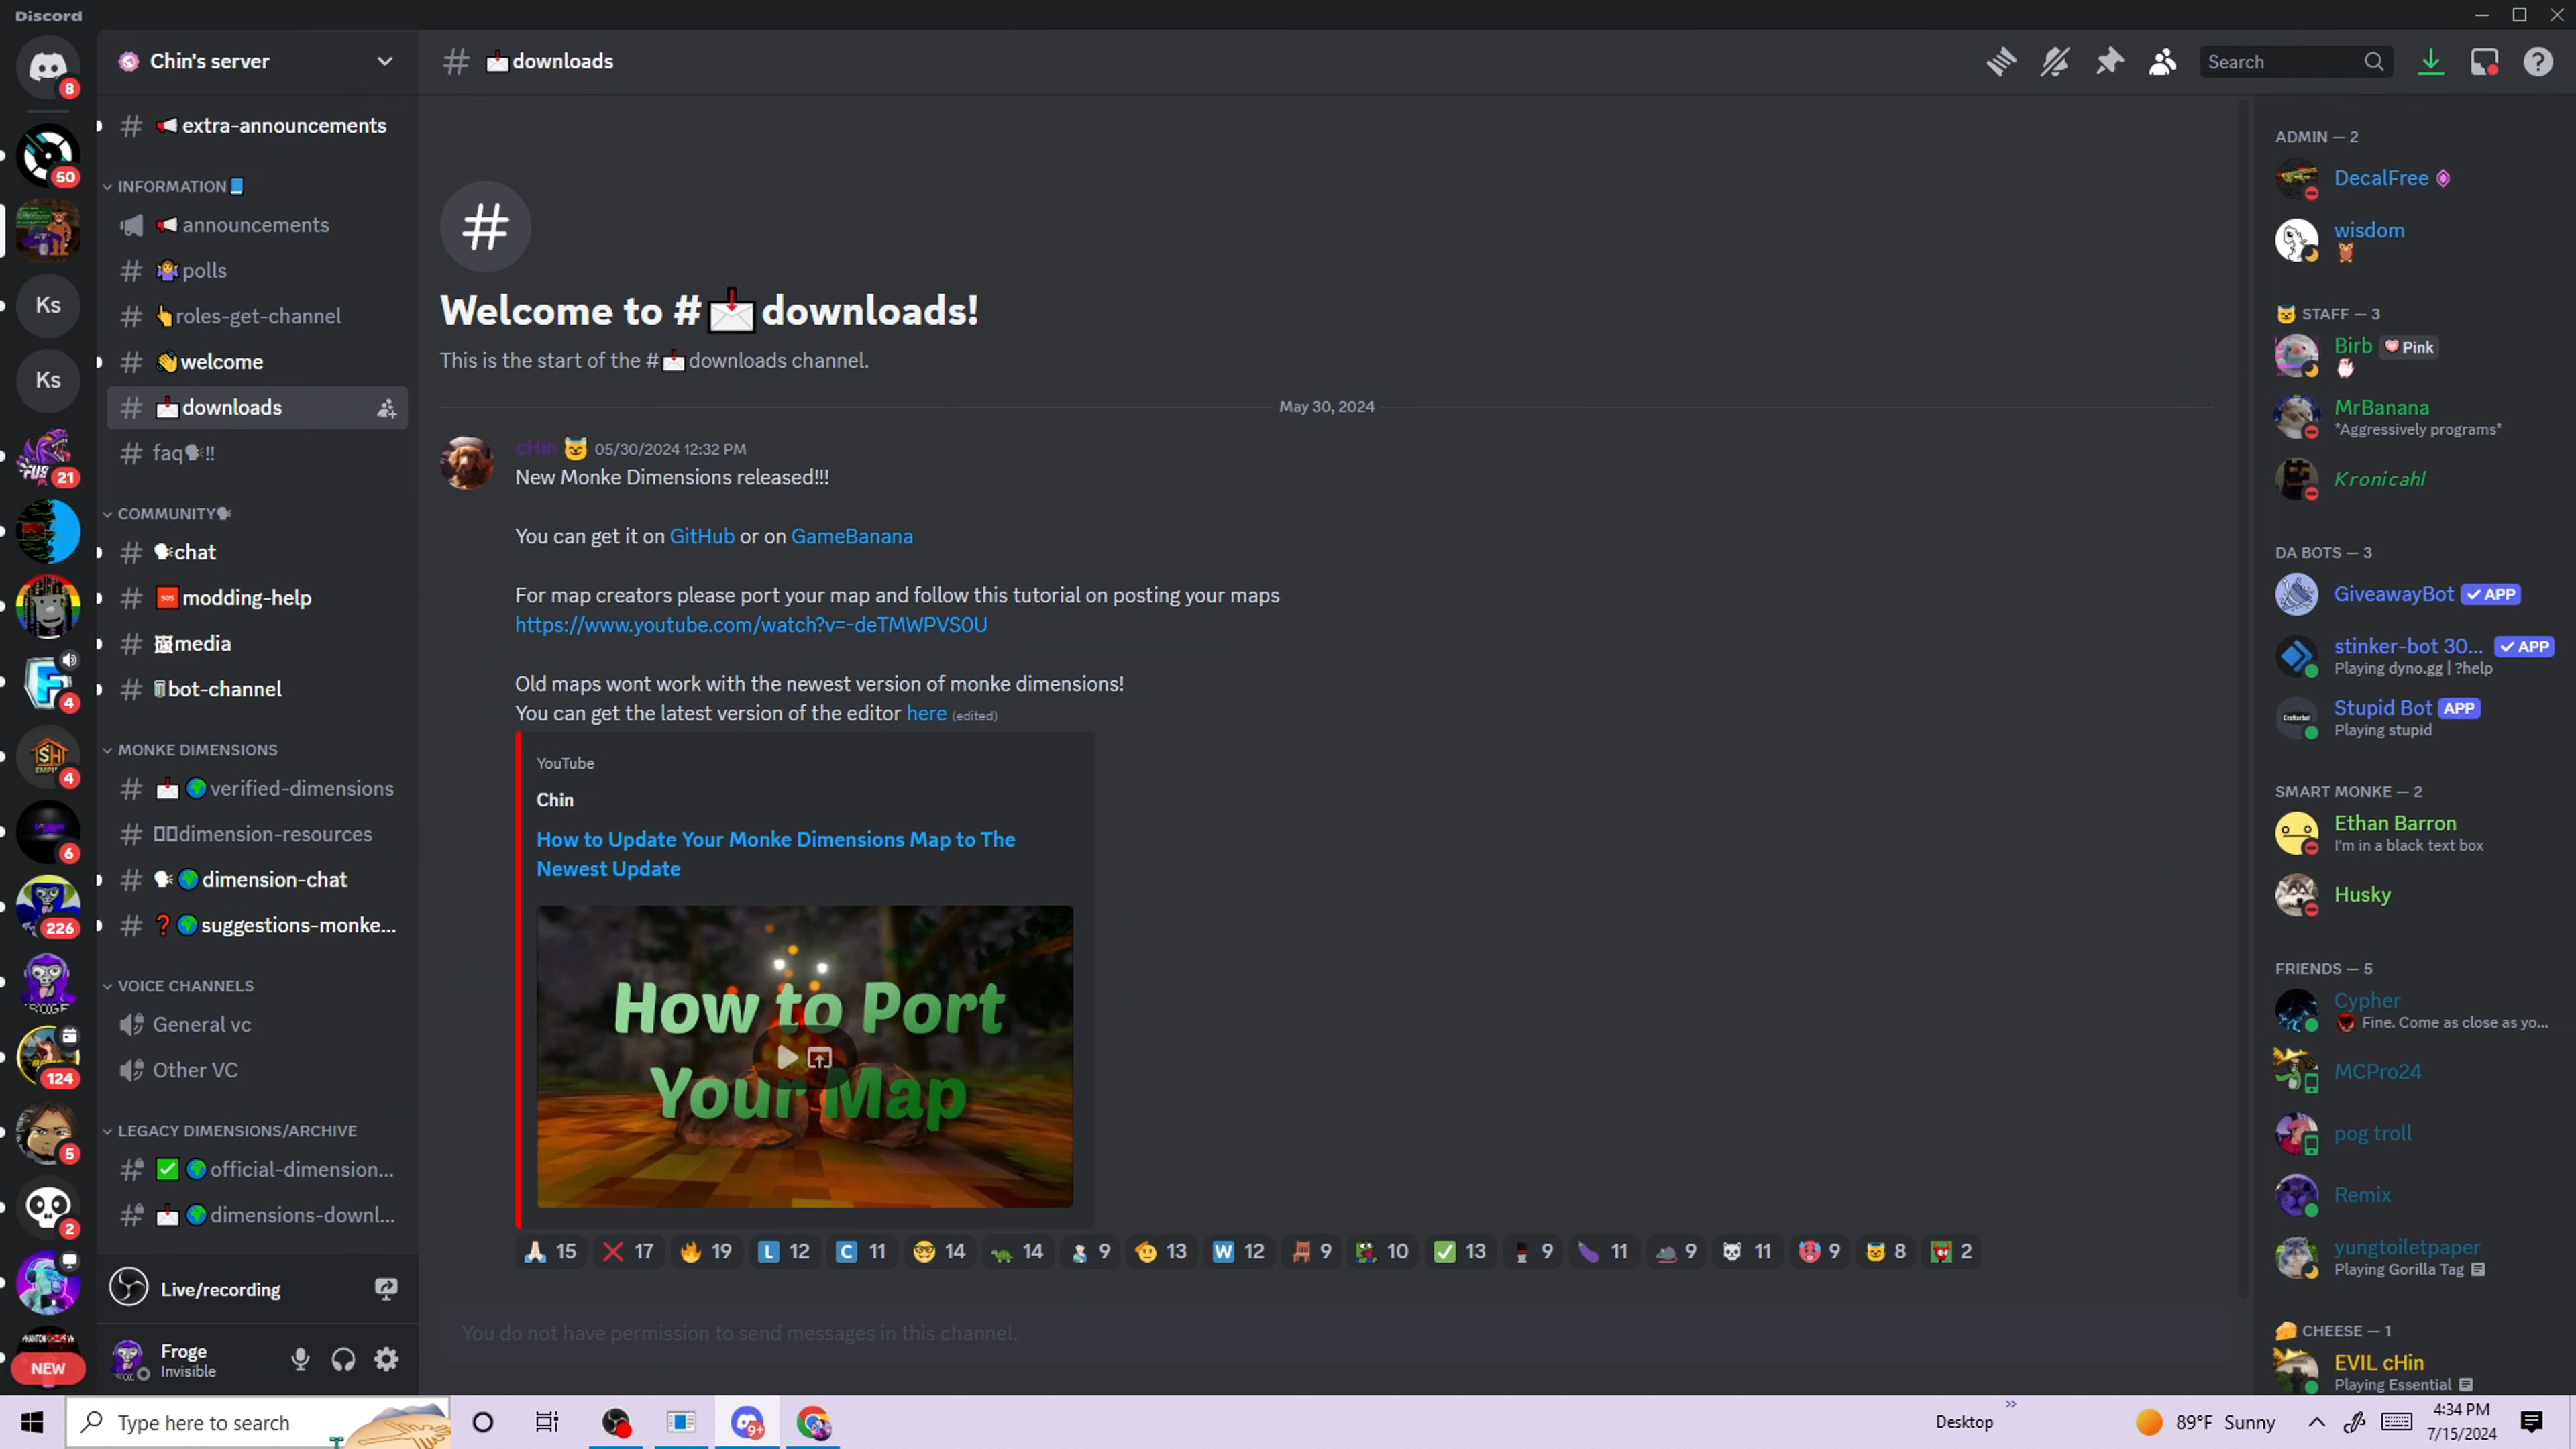 Discord
Chin's server
downloads
Search
8
50
Ks
Ks
21
4
4
6
226
124
5
2
NEW
extra-announcements
INFORMATION
announcements
polls
roles-get-channel
welcome
downloads
faq
COMMUNITY
chat
modding-help
media
bot-channel
MONKE DIMENSIONS
verified-dimensions
dimension-resources
dimension-chat
suggestions-monke...
VOICE CHANNELS
General vc
Other VC
LEGACY DIMENSIONS/ARCHIVE
official-dimension...
dimensions-downl...
Live/recording
Froge
Invisible
Welcome to # downloads!
This is the start of the # downloads channel.
May 30, 2024
cHin 05/30/2024 12:32 PM
New Monke Dimensions released!!!
You can get it on GitHub or on GameBanana
For map creators please port your map and follow this tutorial on posting your maps
https://www.youtube.com/watch?v=-deTMWPVS0U
Old maps wont work with the newest version of monke dimensions!
You can get the latest version of the editor here (edited)
YouTube
Chin
How to Update Your Monke Dimensions Map to The
Newest Update
How to Port
Your Map
15 17 19 12 11 14 14 9 13 12 9 10 13 9 11 9 11 9 8 2
You do not have permission to send messages in this channel.
ADMIN — 2
DecalFree
wisdom
STAFF — 3
Birb Pink
MrBanana
*Aggressively programs*
Kronicahl
DA BOTS — 3
GiveawayBot APP
stinker-bot 30... APP
Playing dyno.gg | ?help
Stupid Bot APP
Playing stupid
SMART MONKE — 2
Ethan Barron
I'm in a black text box
Husky
FRIENDS — 5
Cypher
Fine. Come as close as yo...
MCPro24
pog troll
Remix
yungtoiletpaper
Playing Gorilla Tag
CHEESE — 1
EVIL cHin
Playing Essential
Type here to search
9+
Desktop
89°F Sunny
4:34 PM
7/15/2024